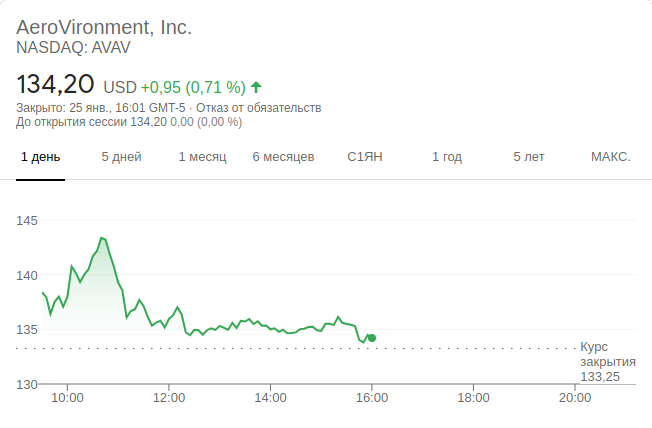 AeroVironment, Inc.
NASDAQ: AVAV
134,20 USD +0,95 (0,71 %)
Закрыто: 25 янв., 16:01 GMT-5 · Отказ от обязательств
До открытия сессии 134,20 0,00 (0,00 %)
1 день 5 дней 1 месяц 6 месяцев С1ЯН 1 год 5 лет МАКС.
145
140
135
Курс
закрытия
133,25
130
10:00 12:00 14:00 16:00 18:00 20:00